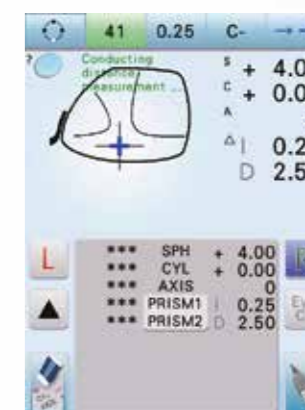 41 0.25 C-
?
Conducting
distance
measurement ...
S + 4.0
C + 0.0
A
△ I 0.2
D 2.5
L
*** SPH + 4.00
*** CYL + 0.00
*** AXIS 0
*** PRISM1 I 0.25
*** PRISM2 D 2.50